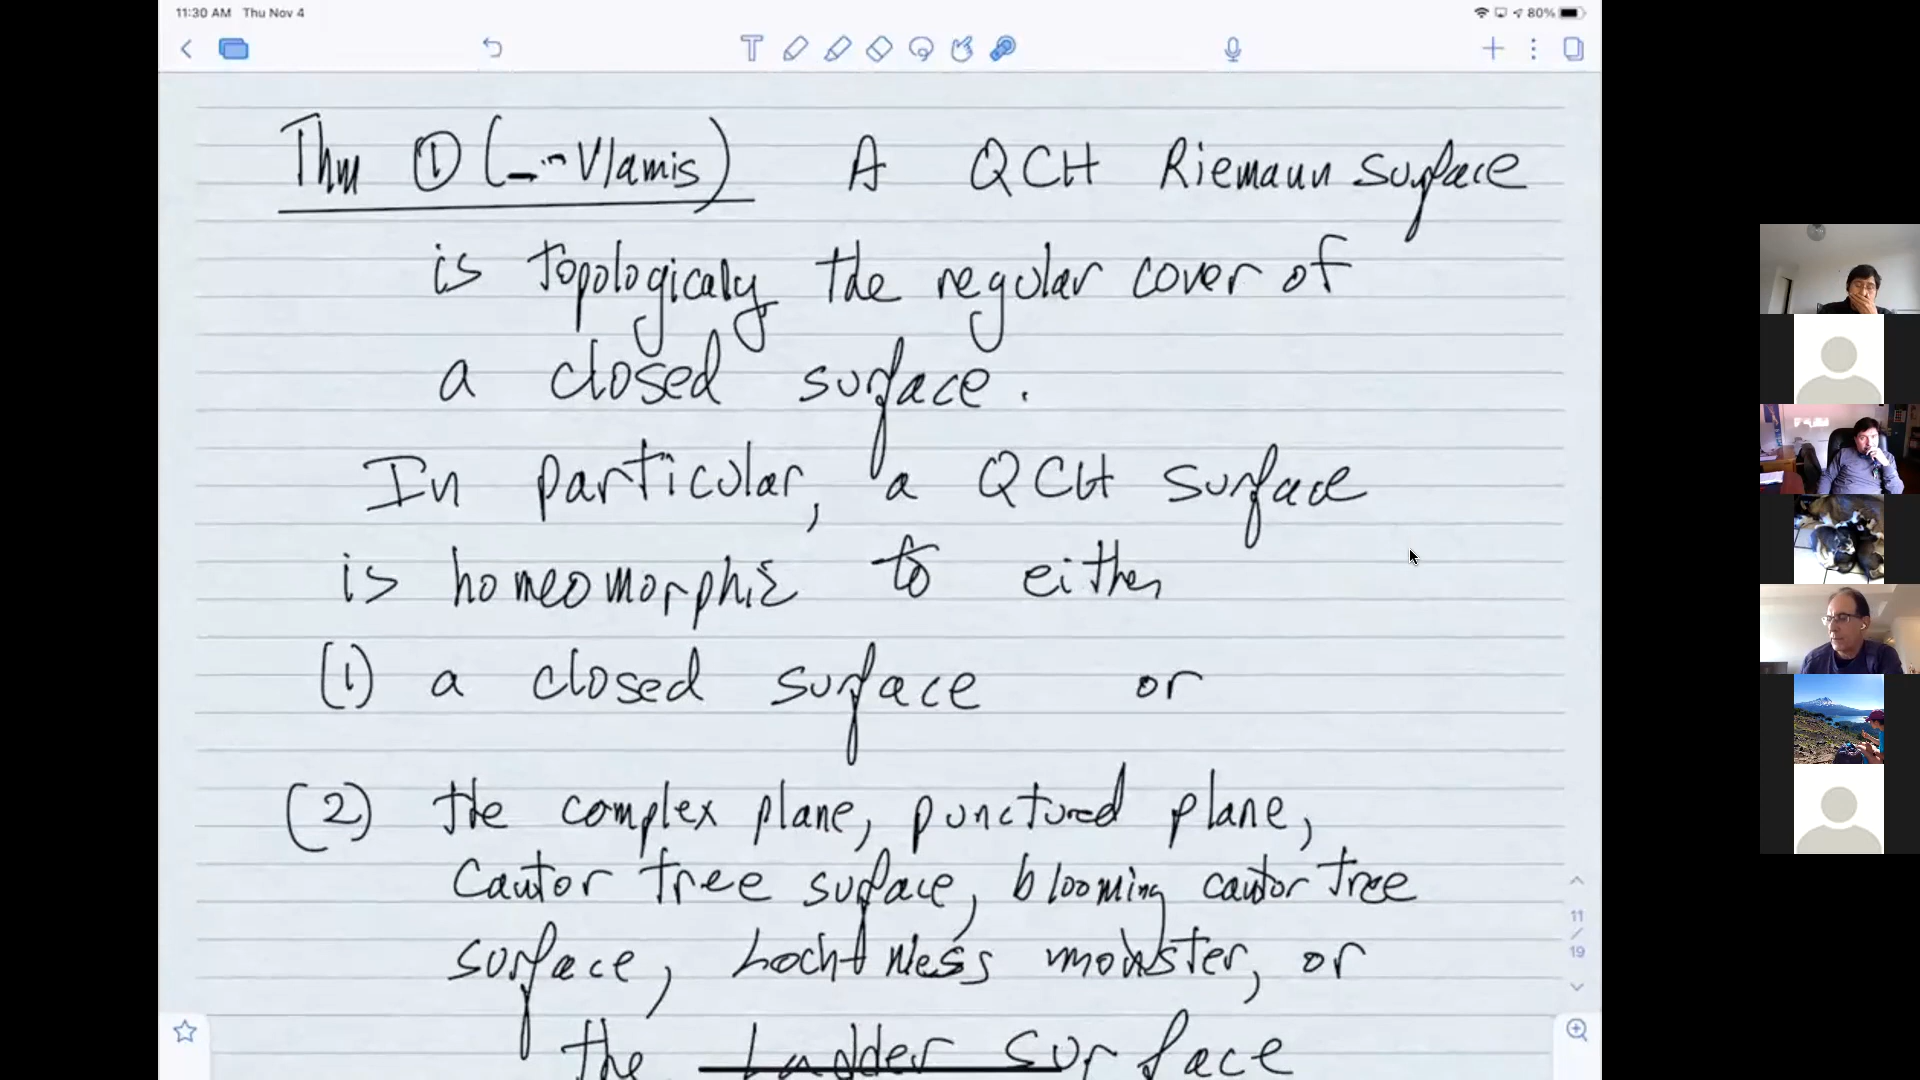 11:30 AM Thu Nov 4
80%
T
Thm ① (_...Vlamis) A QCH Riemann surface
is topologicaly the regular cover of
a closed surface.
In particular, a QCH surface
is homeomorphic to either
(1) a closed surface or
(2) the complex plane, punctured plane,
Cantor tree surface, blooming cantor tree
surface, Loch Ness monster, or
the Ladder surface
11
/
19